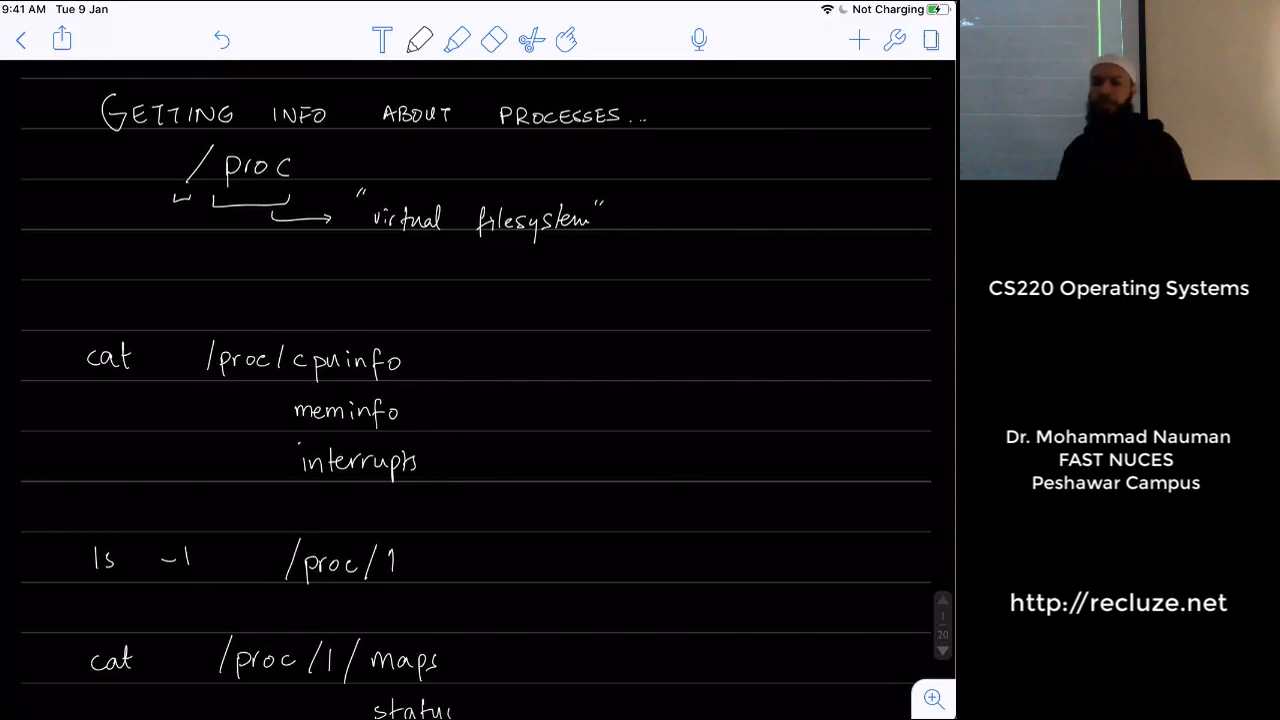 9:41 AM Tue 9 Jan
Not Charging
GETTING INFO ABOUT PROCESSES...
/proc
"virtual filesystem"
cat /proc/cpuinfo
meminfo
interrupts
ls -l /proc/1
cat /proc/1/maps
status
1
20
CS220 Operating Systems
Dr. Mohammad Nauman
FAST NUCES
Peshawar Campus
http://recluze.net